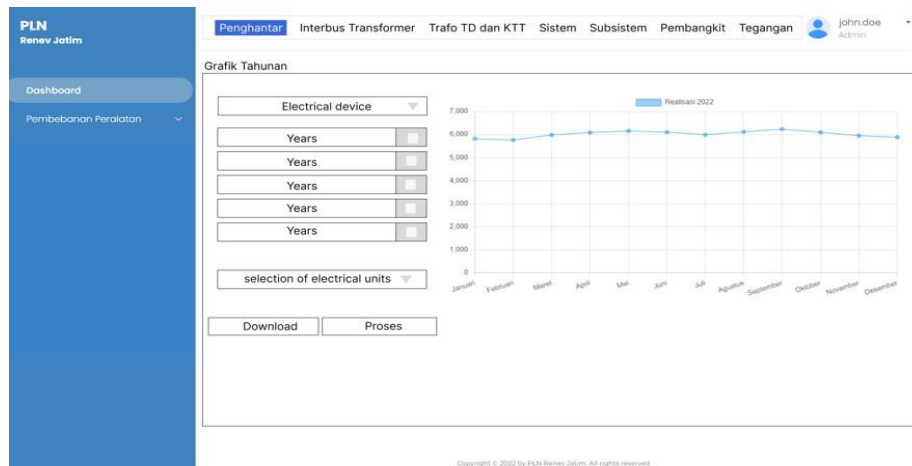 PLN
Renev Jatim
Penghantar Interbus Transformer Trafo TD dan KTT Sistem Subsistem Pembangkit Tegangan
john.doe
Admin
Dashboard
Pembebanan Peralatan
Grafik Tahunan
Electrical device
Years
Years
Years
Years
Years
selection of electrical units
Download Proses
Realisasi 2022
7,000
6,000
5,000
4,000
3,000
2,000
1,000
0
Januari Februari Maret April Mei Juni Juli Agustus September Oktober November Desember
Copyright © 2022 by PLN Renev Jatim. All rights reserved